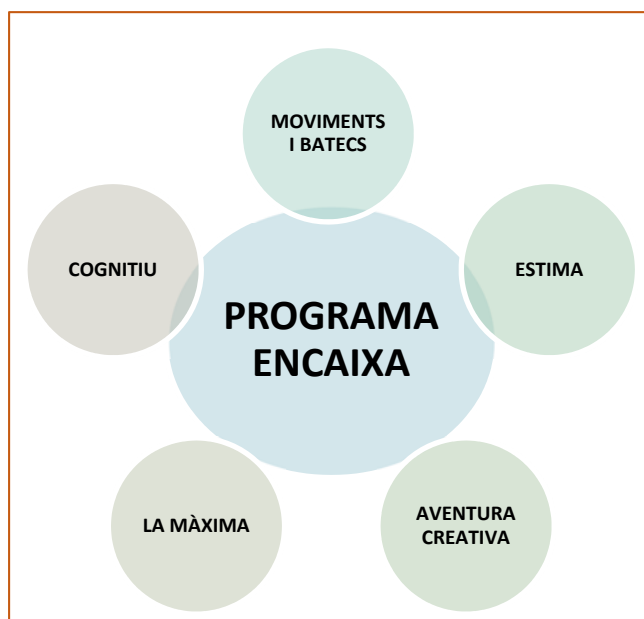 MOVIMENTS
I BATECS
COGNITIU
ESTIMA
PROGRAMA
ENCAIXA
LA MÀXIMA
AVENTURA
CREATIVA